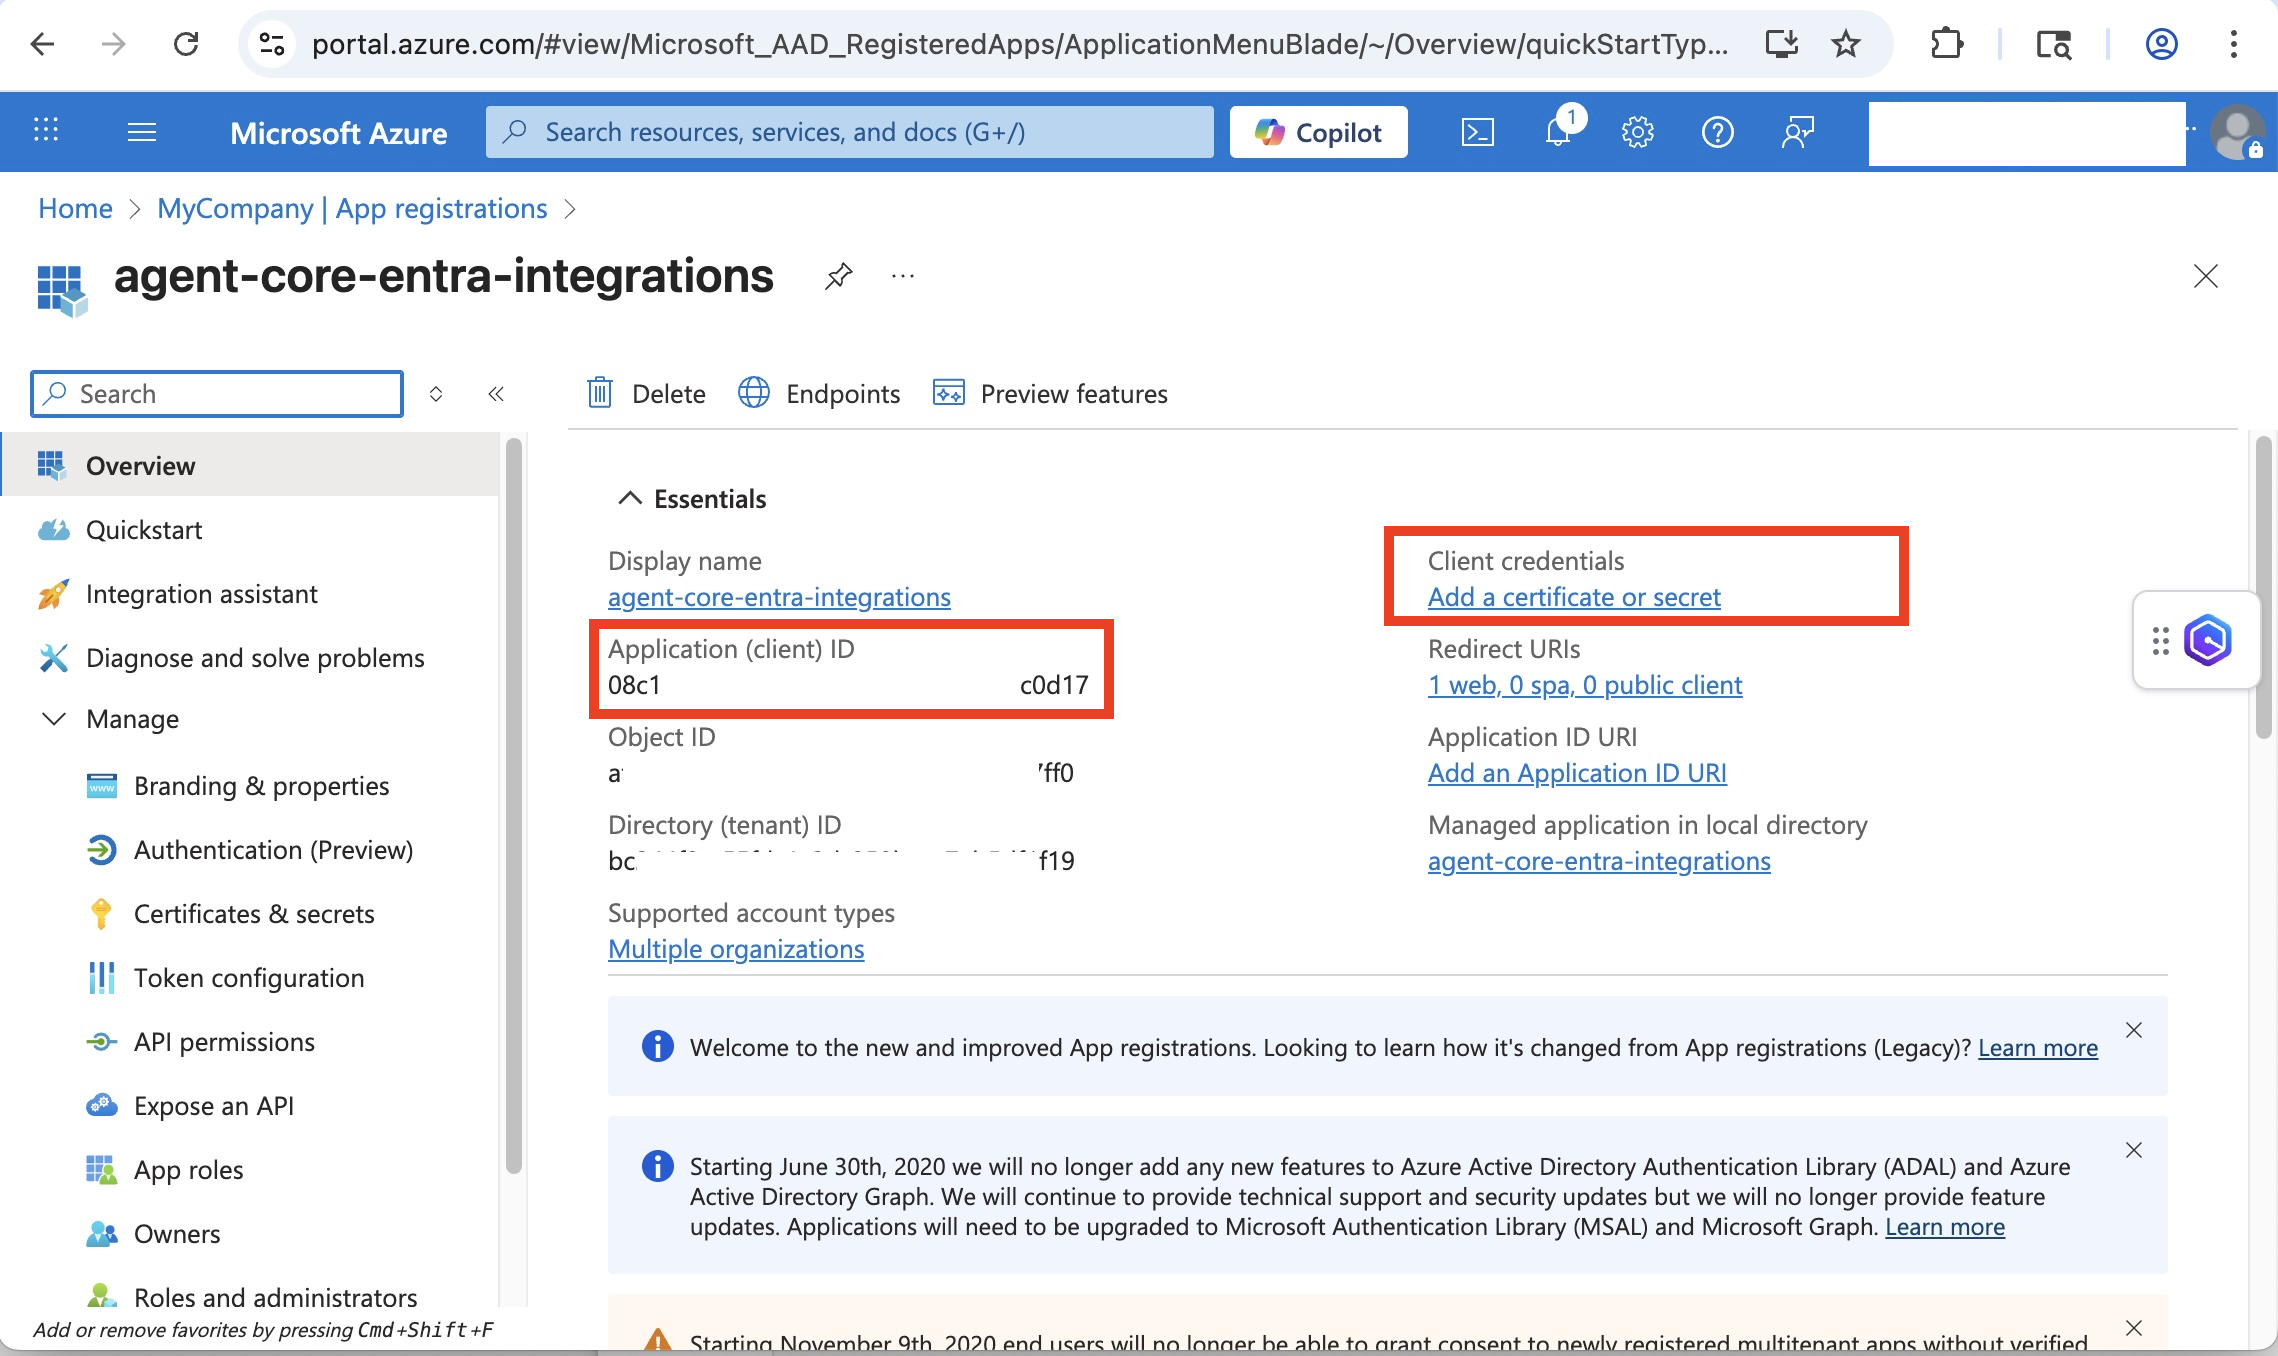 portal.azure.com/#view/Microsoft_AAD_RegisteredApps/ApplicationMenuBlade/~/Overview/quickStartTyp...
Microsoft Azure
Search resources, services, and docs (G+/)
Copilot
1
Home > MyCompany | App registrations >
agent-core-entra-integrations
Search
Delete
Endpoints
Preview features
Overview
Quickstart
Integration assistant
Diagnose and solve problems
Manage
Branding & properties
Authentication (Preview)
Certificates & secrets
Token configuration
API permissions
Expose an API
App roles
Owners
Roles and administrators
Add or remove favorites by pressing Cmd+Shift+F
Essentials
Display name
agent-core-entra-integrations
Application (client) ID
08c1 c0d17
Object ID
a 7ff0
Directory (tenant) ID
bc f19
Supported account types
Multiple organizations
Client credentials
Add a certificate or secret
Redirect URIs
1 web, 0 spa, 0 public client
Application ID URI
Add an Application ID URI
Managed application in local directory
agent-core-entra-integrations
Welcome to the new and improved App registrations. Looking to learn how it's changed from App registrations (Legacy)? Learn more
Starting June 30th, 2020 we will no longer add any new features to Azure Active Directory Authentication Library (ADAL) and Azure
Active Directory Graph. We will continue to provide technical support and security updates but we will no longer provide feature
updates. Applications will need to be upgraded to Microsoft Authentication Library (MSAL) and Microsoft Graph. Learn more
Starting November 9th, 2020 end users will no longer be able to grant consent to newly registered multitenant apps without verified